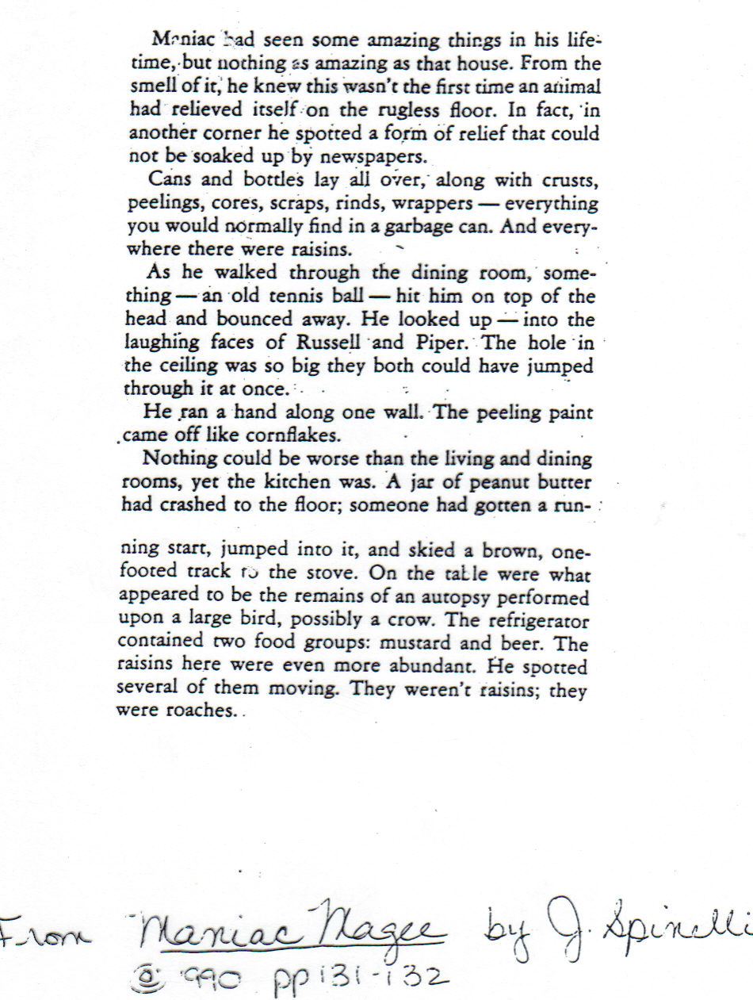 Maniac had seen some amazing things in his life-
time, but nothing as amazing as that house. From the
smell of it, he knew this wasn't the first time an animal
had relieved itself on the rugless floor. In fact, in
another corner he spotted a form of relief that could
not be soaked up by newspapers.
Cans and bottles lay all over, along with crusts,
peelings, cores, scraps, rinds, wrappers — everything
you would normally find in a garbage can. And every-
where there were raisins.
As he walked through the dining room, some-
thing — an old tennis ball — hit him on top of the
head and bounced away. He looked up — into the
laughing faces of Russell and Piper. The hole in
the ceiling was so big they both could have jumped
through it at once.
He ran a hand along one wall. The peeling paint
came off like cornflakes.
Nothing could be worse than the living and dining
rooms, yet the kitchen was. A jar of peanut butter
had crashed to the floor; someone had gotten a run-
ning start, jumped into it, and skied a brown, one-
footed track to the stove. On the table were what
appeared to be the remains of an autopsy performed
upon a large bird, possibly a crow. The refrigerator
contained two food groups: mustard and beer. The
raisins here were even more abundant. He spotted
several of them moving. They weren't raisins; they
were roaches.
From Maniac Magee by J. Spinelli
© 1990 pp 131-132